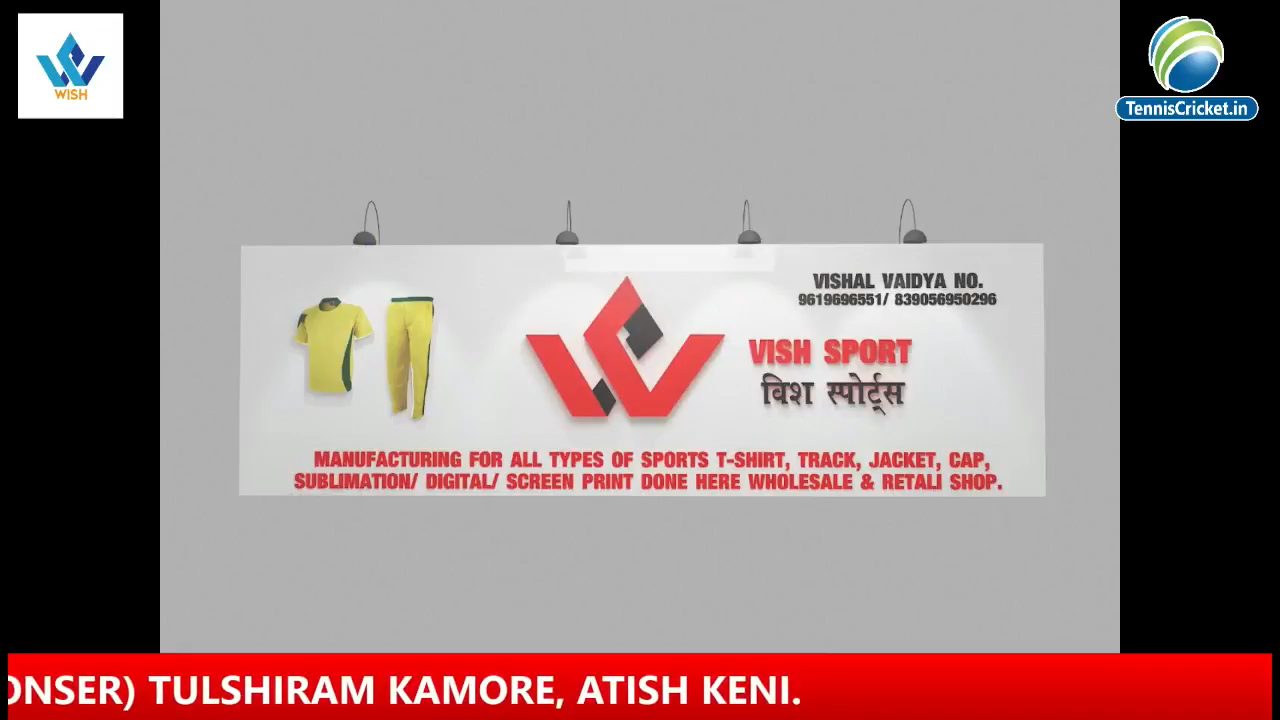 WISH
TennisCricket.in
VISHAL VAIDYA NO.
9619696551/ 839056950296
VISH SPORT
विश स्पोर्ट्स
MANUFACTURING FOR ALL TYPES OF SPORTS T-SHIRT, TRACK, JACKET, CAP,
SUBLIMATION/ DIGITAL/ SCREEN PRINT DONE HERE WHOLESALE & RETALI SHOP.
ONSER) TULSHIRAM KAMORE, ATISH KENI.